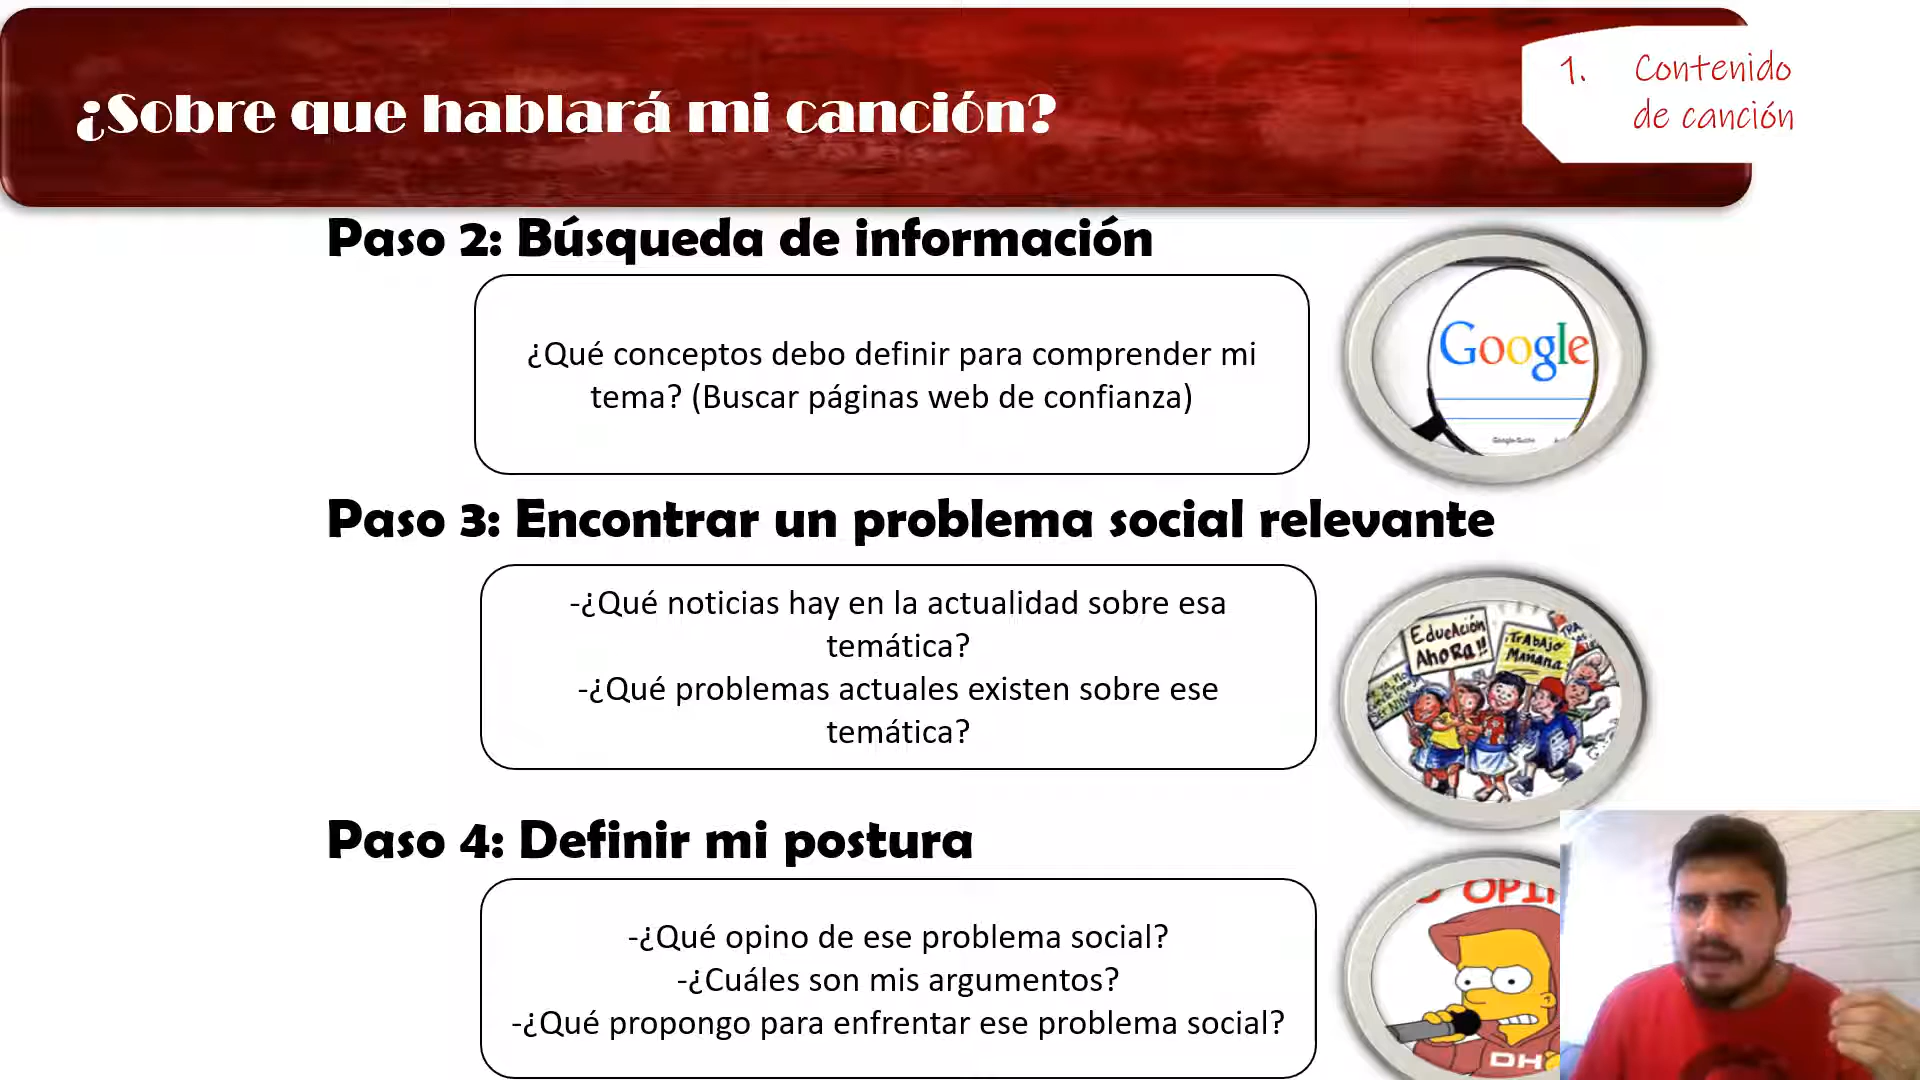 ¿Sobre que hablará mi canción?
1. Contenido
de canción
Paso 2: Búsqueda de información
¿Qué conceptos debo definir para comprender mi
tema? (Buscar páginas web de confianza)
Google
Paso 3: Encontrar un problema social relevante
-¿Qué noticias hay en la actualidad sobre esa
temática?
-¿Qué problemas actuales existen sobre ese
temática?
Educación
Ahora!!
¡Trabajo
Mañana
Paso 4: Definir mi postura
-¿Qué opino de ese problema social?
-¿Cuáles son mis argumentos?
-¿Qué propongo para enfrentar ese problema social?
DH